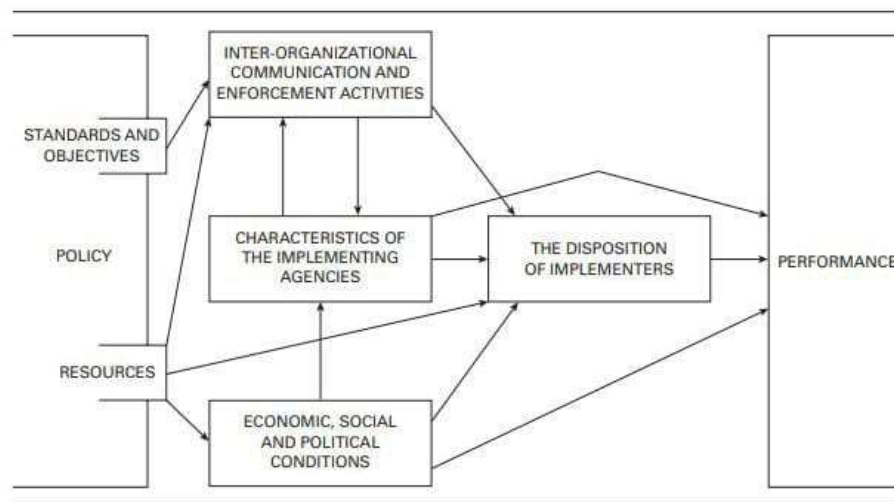 INTER-ORGANIZATIONAL
COMMUNICATION AND
ENFORCEMENT ACTIVITIES
STANDARDS AND
OBJECTIVES
POLICY
CHARACTERISTICS OF
THE IMPLEMENTING
AGENCIES
THE DISPOSITION
OF IMPLEMENTERS
PERFORMANCE
RESOURCES
ECONOMIC, SOCIAL
AND POLITICAL
CONDITIONS